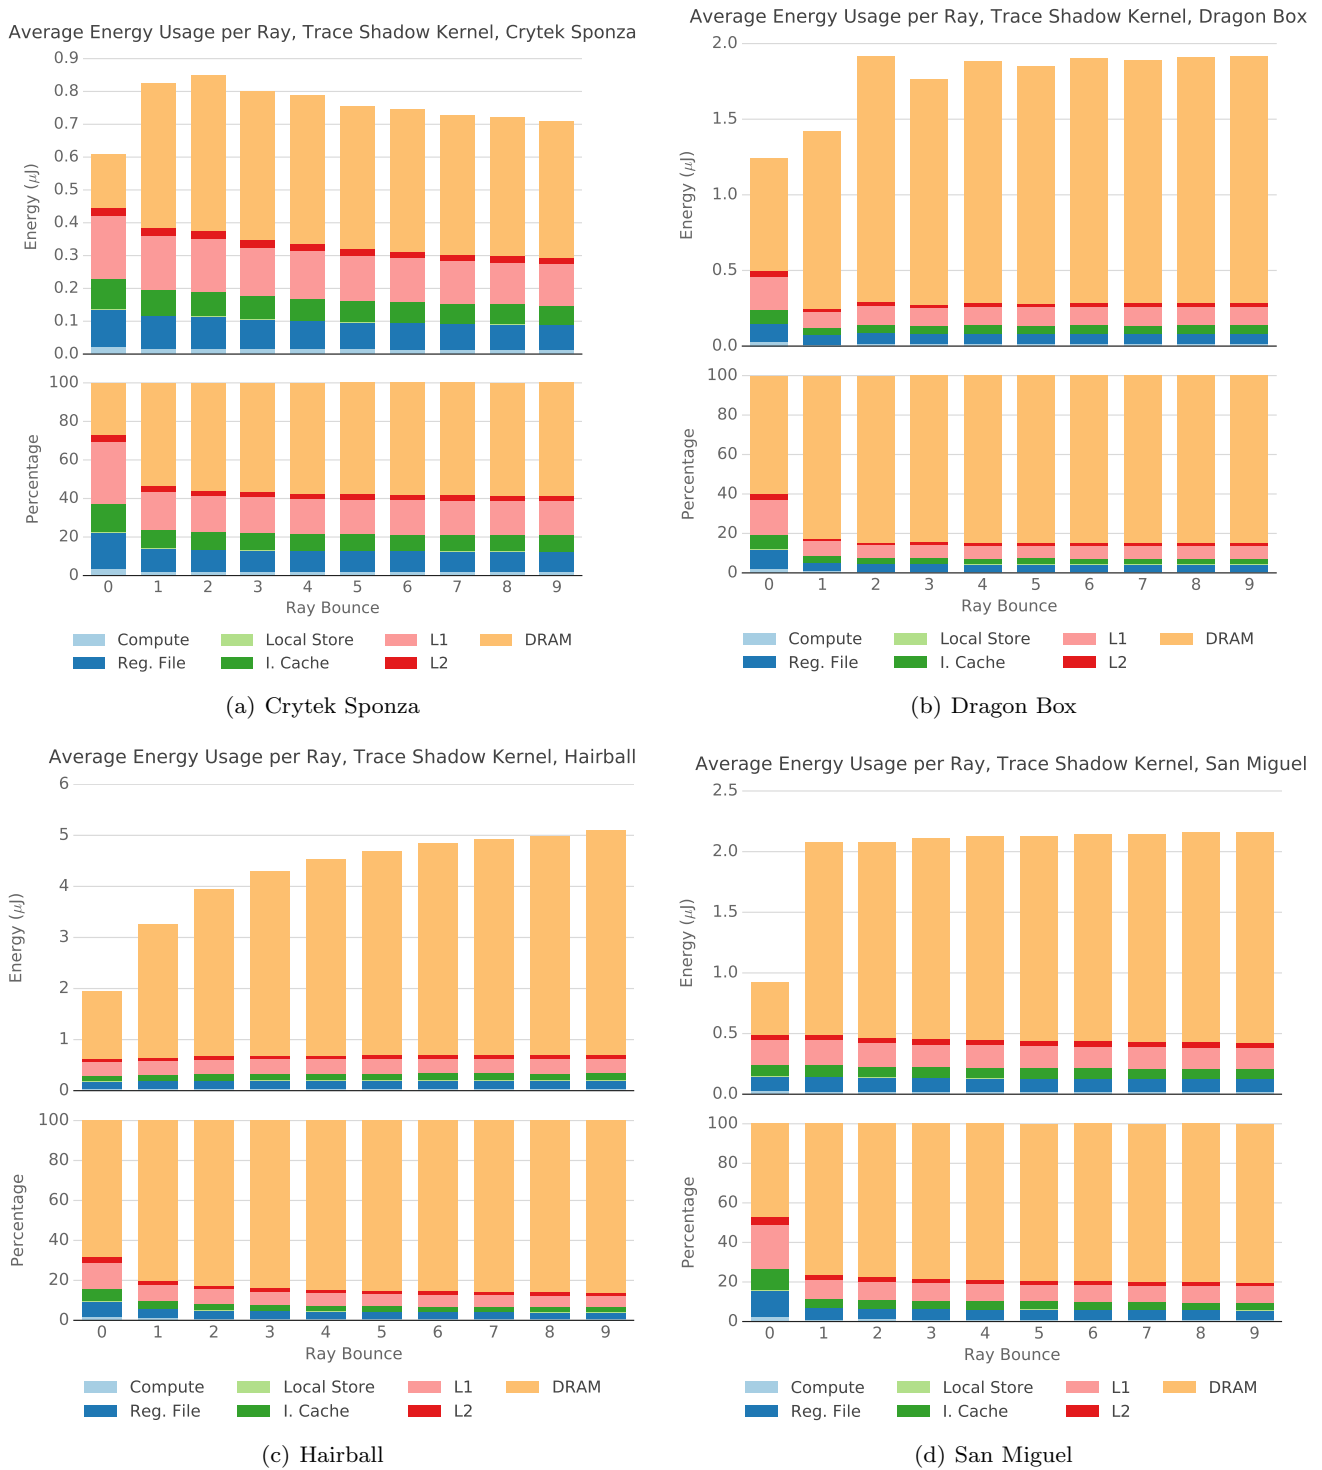 Average Energy Usage per Ray, Trace Shadow Kernel, Crytek Sponza
0.9
0.8
0.7
0.6
0.5
0.4
0.3
0.2
0.1
0.0
Energy (μJ)
100
80
60
40
20
0
Percentage
0 1 2 3 4 5 6 7 8 9
Ray Bounce
Compute Local Store L1 DRAM
Reg. File I. Cache L2
(a) Crytek Sponza
Average Energy Usage per Ray, Trace Shadow Kernel, Dragon Box
2.0
1.5
1.0
0.5
0.0
Energy (μJ)
100
80
60
40
20
0
Percentage
0 1 2 3 4 5 6 7 8 9
Ray Bounce
Compute Local Store L1 DRAM
Reg. File I. Cache L2
(b) Dragon Box
Average Energy Usage per Ray, Trace Shadow Kernel, Hairball
6
5
4
3
2
1
0
Energy (μJ)
100
80
60
40
20
0
Percentage
0 1 2 3 4 5 6 7 8 9
Ray Bounce
Compute Local Store L1 DRAM
Reg. File I. Cache L2
(c) Hairball
Average Energy Usage per Ray, Trace Shadow Kernel, San Miguel
2.5
2.0
1.5
1.0
0.5
0.0
Energy (μJ)
100
80
60
40
20
0
Percentage
0 1 2 3 4 5 6 7 8 9
Ray Bounce
Compute Local Store L1 DRAM
Reg. File I. Cache L2
(d) San Miguel